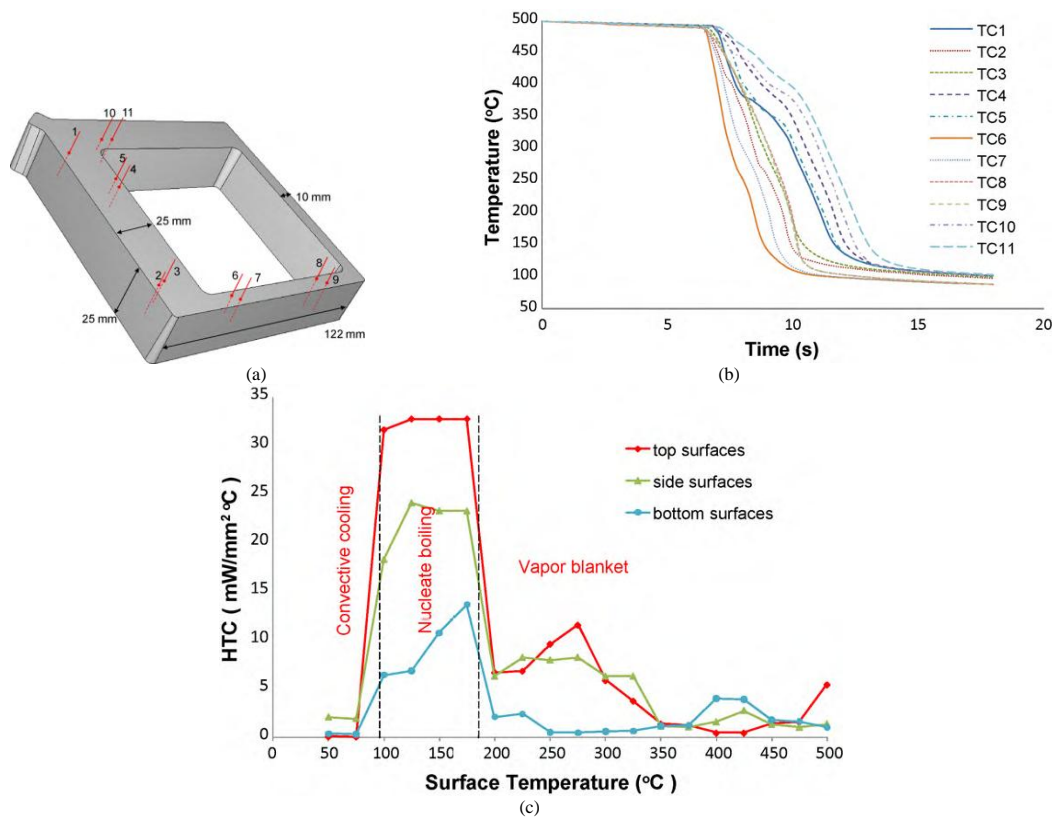 10
11
1
5
4
10 mm
25 mm
2
3
6
7
8
9
25 mm
122 mm
(a)
500
450
400
350
300
250
200
150
100
50
Temperature (ºC)
0
5
10
15
20
Time (s)
TC1
TC2
TC3
TC4
TC5
TC6
TC7
TC8
TC9
TC10
TC11
(b)
35
30
25
20
15
10
5
0
HTC ( mW/mm² ºC)
Convective cooling
Nucleate boiling
Vapor blanket
top surfaces
side surfaces
bottom surfaces
0
50
100
150
200
250
300
350
400
450
500
Surface Temperature (ºC)
(c)